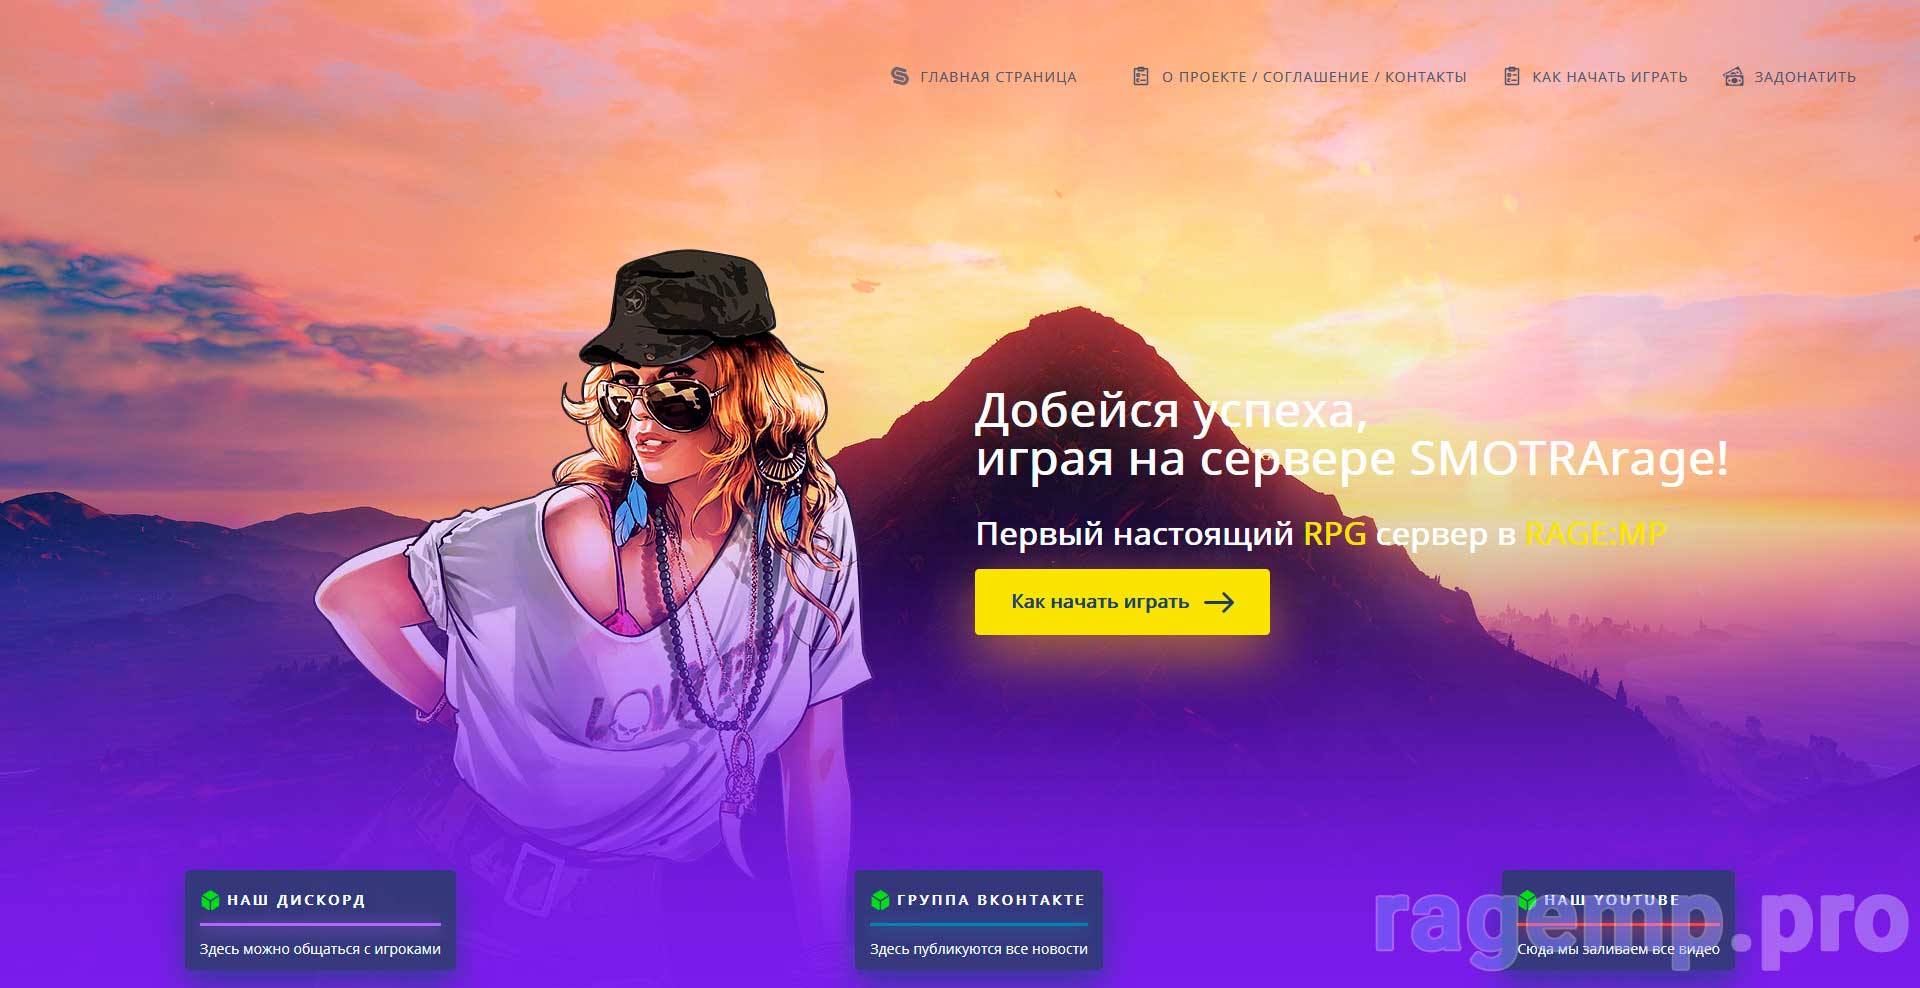 ГЛАВНАЯ СТРАНИЦА
О ПРОЕКТЕ / СОГЛАШЕНИЕ / КОНТАКТЫ
КАК НАЧАТЬ ИГРАТЬ
ЗАДОНАТИТЬ
Добейся успеха,
играя на сервере SMOTRArage!
Первый настоящий RPG сервер в RAGE:MP
Как начать играть
НАШ ДИСКОРД
Здесь можно общаться с игроками
ГРУППА ВКОНТАКТЕ
Здесь публикуются все новости
НАШ YOUTUBE
Сюда мы заливаем все видео
ragemp.pro